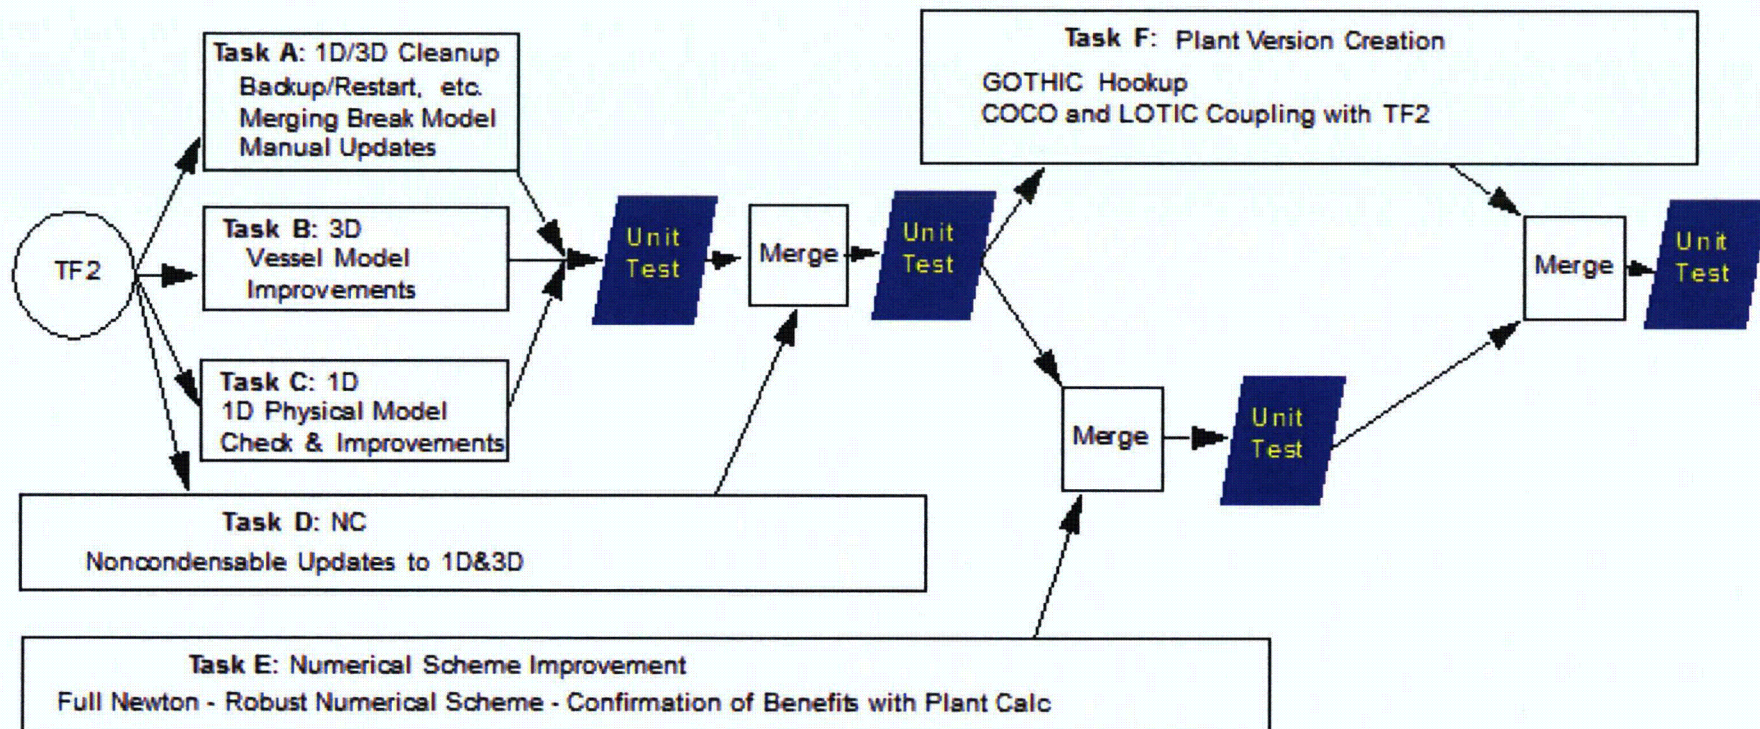 Task A: 1D/3D Cleanup
Backup/Restart, etc.
Merging Break Model
Manual Updates
TF2
Task B: 3D
Vessel Model
Improvements
Task C: 1D
1D Physical Model
Check & Improvements
Task D: NC
Noncondensable Updates to 1D&3D
Task E: Numerical Scheme Improvement
Full Newton - Robust Numerical Scheme - Confirmation of Benefits with Plant Calc
Unit
Test
Merge
Unit
Test
Task F: Plant Version Creation
GOTHIC Hookup
COCO and LOTIC Coupling with TF2
Merge
Unit
Test
Merge
Unit
Test